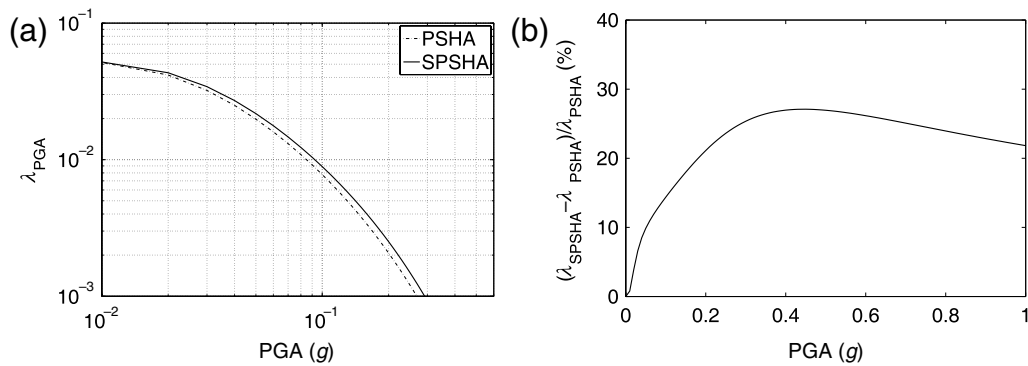 (a)
10⁻¹
10⁻²
10⁻³
λPGA
PSHA
SPSHA
10⁻²
10⁻¹
PGA (g)
(b)
40
30
20
10
0
(λSPSHA−λ PSHA)/λPSHA (%)
0
0.2
0.4
0.6
0.8
1
PGA (g)